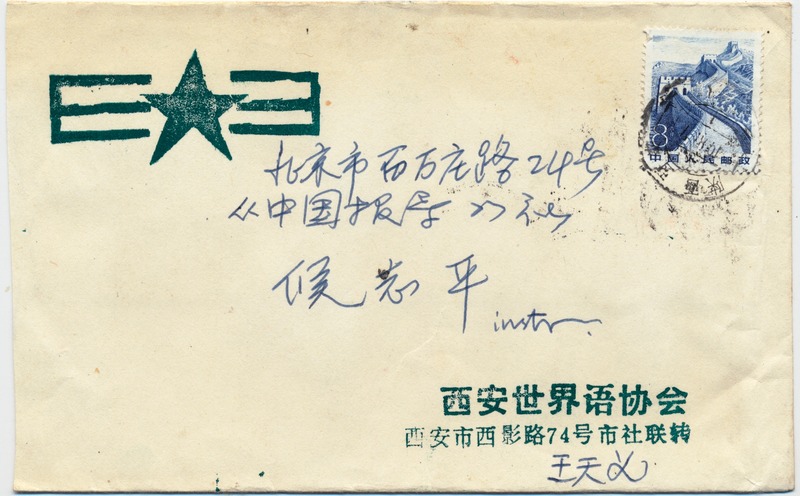 8
中国人民邮政
陕西
北京市百万庄路24号
《中国报导》社
侯志平
西安世界语协会
西安市西影路74号市社联转
王天义